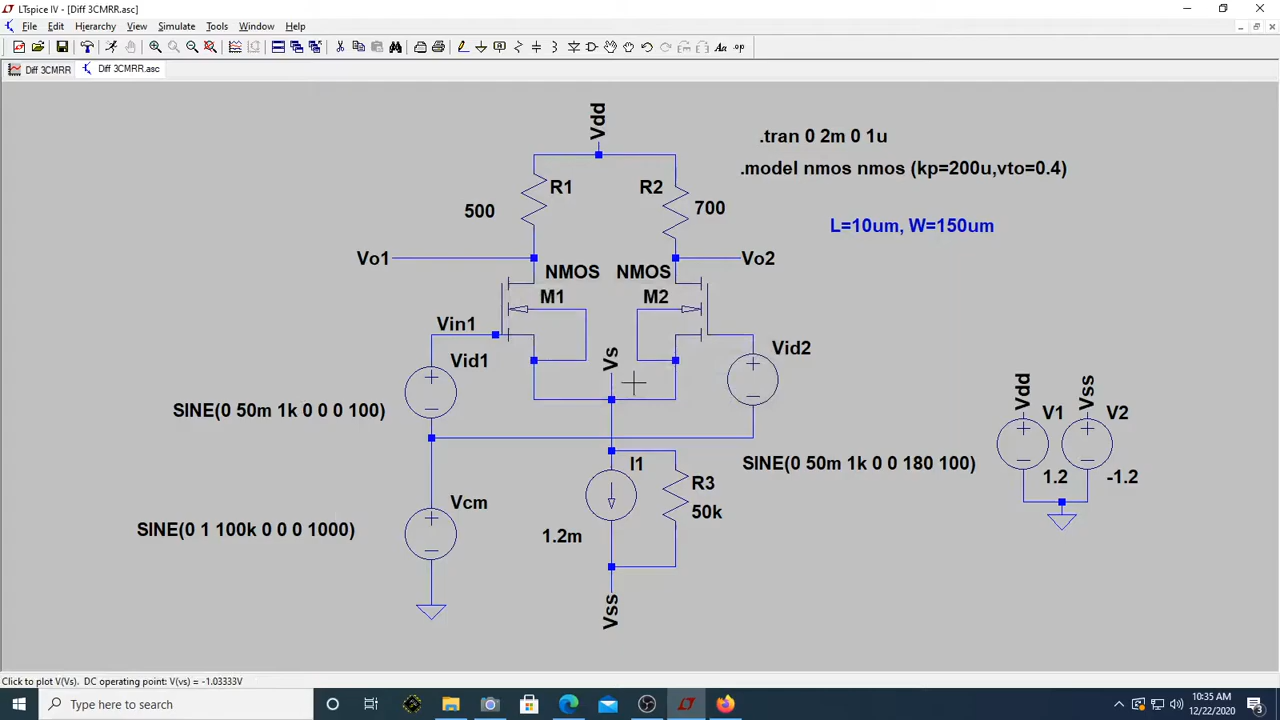 LTspice IV - [Diff 3CMRR.asc]
File Edit Hierarchy View Simulate Tools Window Help
Diff 3CMRR Diff 3CMRR.asc
Vdd
.tran 0 2m 0 1u
.model nmos nmos (kp=200u,vto=0.4)
R1 R2
500 700
L=10um, W=150um
Vo1 Vo2
NMOS NMOS
M1 M2
Vin1
Vs
Vid1 Vid2
SINE(0 50m 1k 0 0 0 100)
Vdd Vss
V1 V2
I1
SINE(0 50m 1k 0 0 180 100)
1.2 -1.2
R3
50k
Vcm
SINE(0 1 100k 0 0 0 1000)
1.2m
Vss
Click to plot V(Vs). DC operating point: V(vs) = -1.03333V
Type here to search
10:35 AM
12/22/2020
3